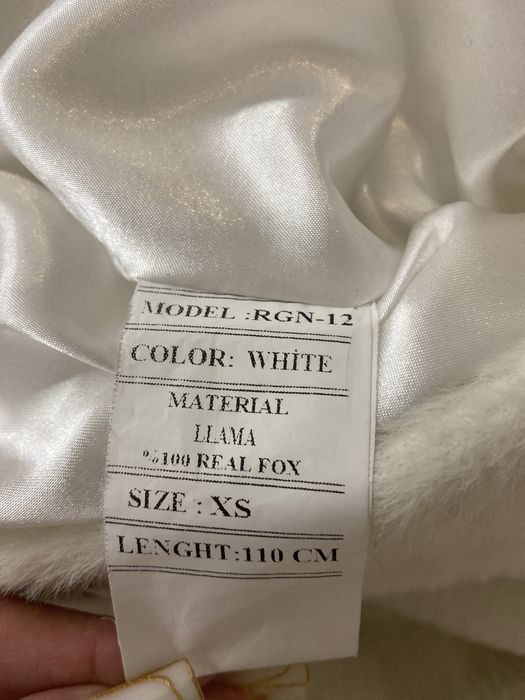 MODEL :RGN-12
COLOR: WHİTE
MATERIAL
LLAMA
%100 REAL FOX
SIZE : XS
LENGHT:110 CM